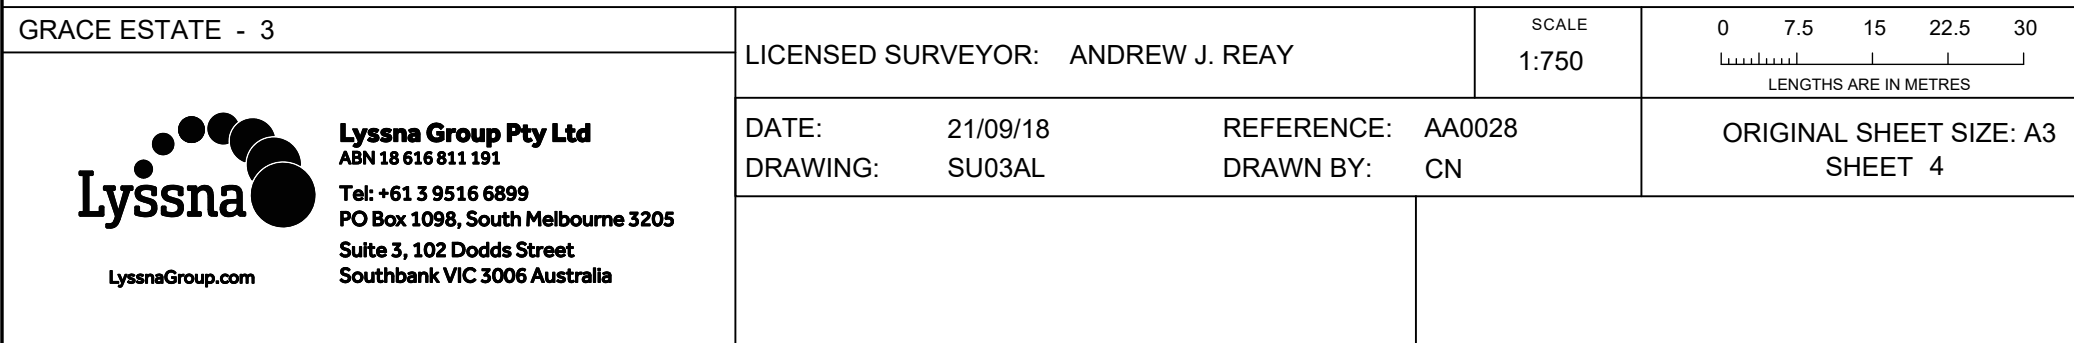 GRACE ESTATE - 3
Lyssna
LyssnaGroup.com
Lyssna Group Pty Ltd
ABN 18 616 811 191
Tel: +61 3 9516 6899
PO Box 1098, South Melbourne 3205
Suite 3, 102 Dodds Street
Southbank VIC 3006 Australia
LICENSED SURVEYOR: ANDREW J. REAY
SCALE
1:750
0 7.5 15 22.5 30
LENGTHS ARE IN METRES
DATE: 21/09/18 REFERENCE: AA0028
DRAWING: SU03AL DRAWN BY: CN
ORIGINAL SHEET SIZE: A3
SHEET 4